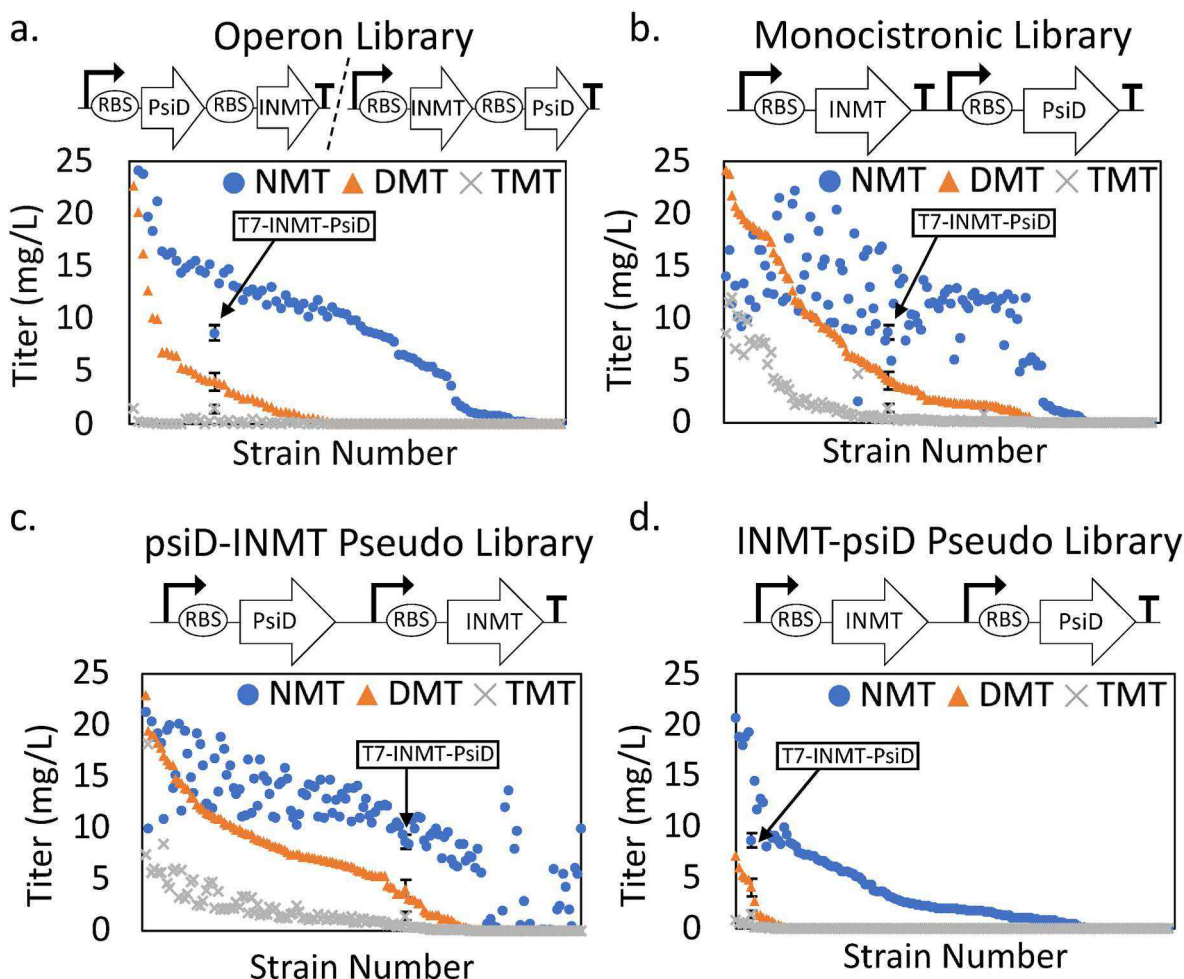 a.
Operon Library
RBS PsiD RBS INMT RBS INMT RBS PsiD
25
20
15
10
5
0
Titer (mg/L)
NMT DMT TMT
T7-INMT-PsiD
Strain Number
b.
Monocistronic Library
RBS INMT RBS PsiD
25
20
15
10
5
0
Titer (mg/L)
NMT DMT TMT
T7-INMT-PsiD
Strain Number
c.
psiD-INMT Pseudo Library
RBS PsiD RBS INMT
25
20
15
10
5
0
Titer (mg/L)
NMT DMT TMT
T7-INMT-PsiD
Strain Number
d.
INMT-psiD Pseudo Library
RBS INMT RBS PsiD
25
20
15
10
5
0
Titer (mg/L)
NMT DMT TMT
T7-INMT-PsiD
Strain Number